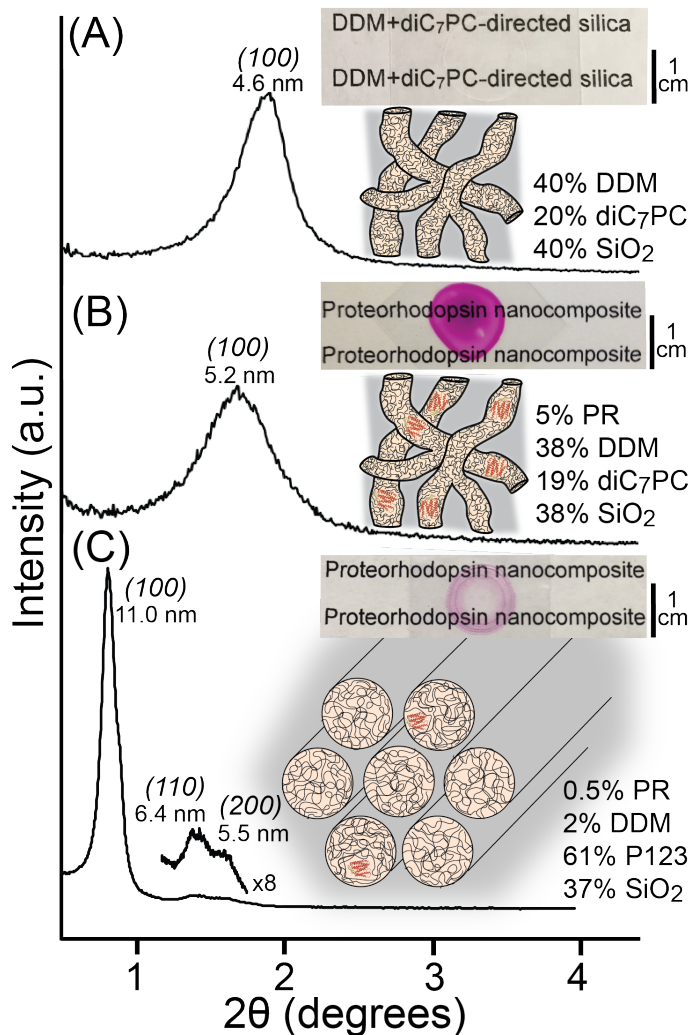 (A)
(100)
4.6 nm
DDM+diC₇PC-directed silica
DDM+diC₇PC-directed silica
1
cm
40% DDM
20% diC₇PC
40% SiO₂
(B)
(100)
5.2 nm
Proteorhodopsin nanocomposite
Proteorhodopsin nanocomposite
1
cm
5% PR
38% DDM
19% diC₇PC
38% SiO₂
(C)
(100)
11.0 nm
(110)
6.4 nm
(200)
5.5 nm
x8
Proteorhodopsin nanocomposite
Proteorhodopsin nanocomposite
1
cm
0.5% PR
2% DDM
61% P123
37% SiO₂
Intensity (a.u.)
1 2 3 4
2θ (degrees)